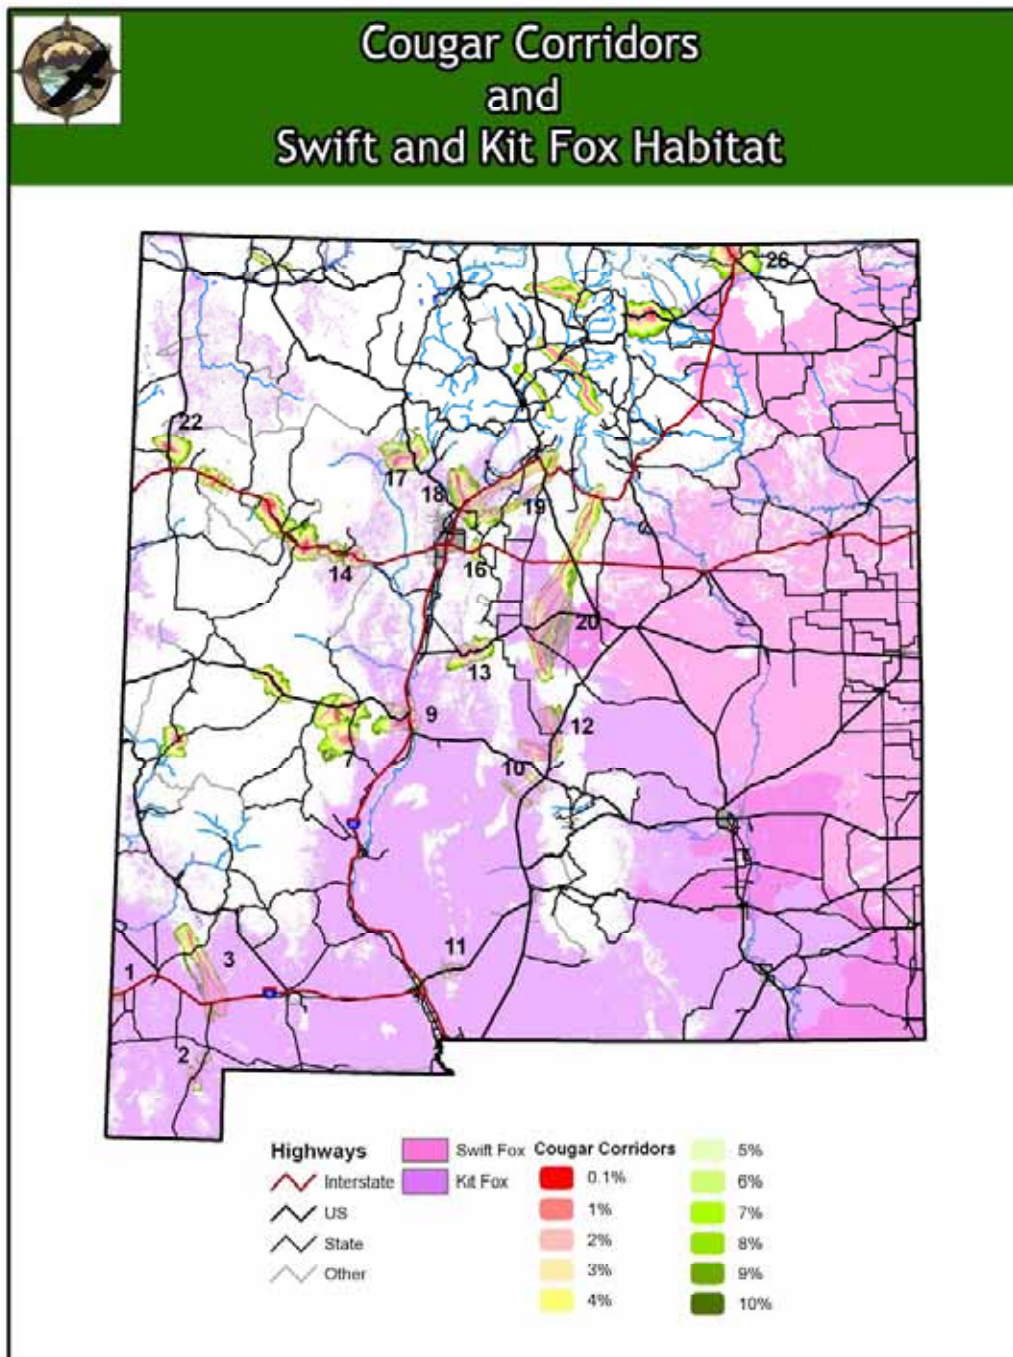 Cougar Corridors
and
Swift and Kit Fox Habitat
26
22
17
18
19
14
16
20
13
9
12
7
10
11
3
1
2
Highways
Interstate
US
State
Other
Swift Fox
Kit Fox
Cougar Corridors
0.1%
1%
2%
3%
4%
5%
6%
7%
8%
9%
10%